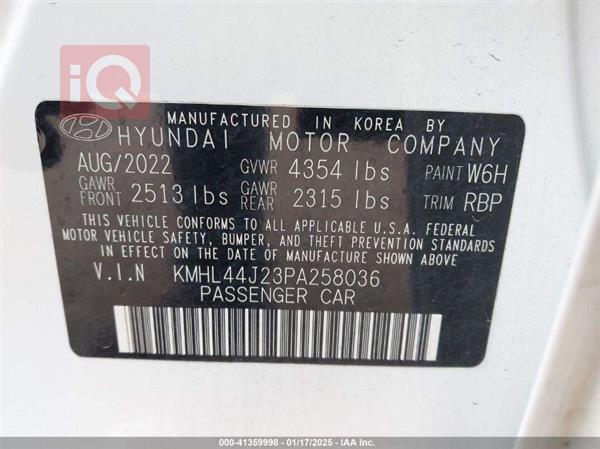 iQ
MANUFACTURED IN KOREA BY
HYUNDAI MOTOR COMPANY
AUG/2022 GVWR 4354 lbs PAINT W6H
GAWR FRONT 2513 lbs GAWR REAR 2315 lbs TRIM RBP
THIS VEHICLE CONFORMS TO ALL APPLICABLE U.S.A. FEDERAL
MOTOR VEHICLE SAFETY, BUMPER, AND THEFT PREVENTION STANDARDS
IN EFFECT ON THE DATE OF MANUFACTURE SHOWN ABOVE.
V.I.N KMHL44J23PA258036
PASSENGER CAR
000-41359998 - 01/17/2025 - IAA Inc.